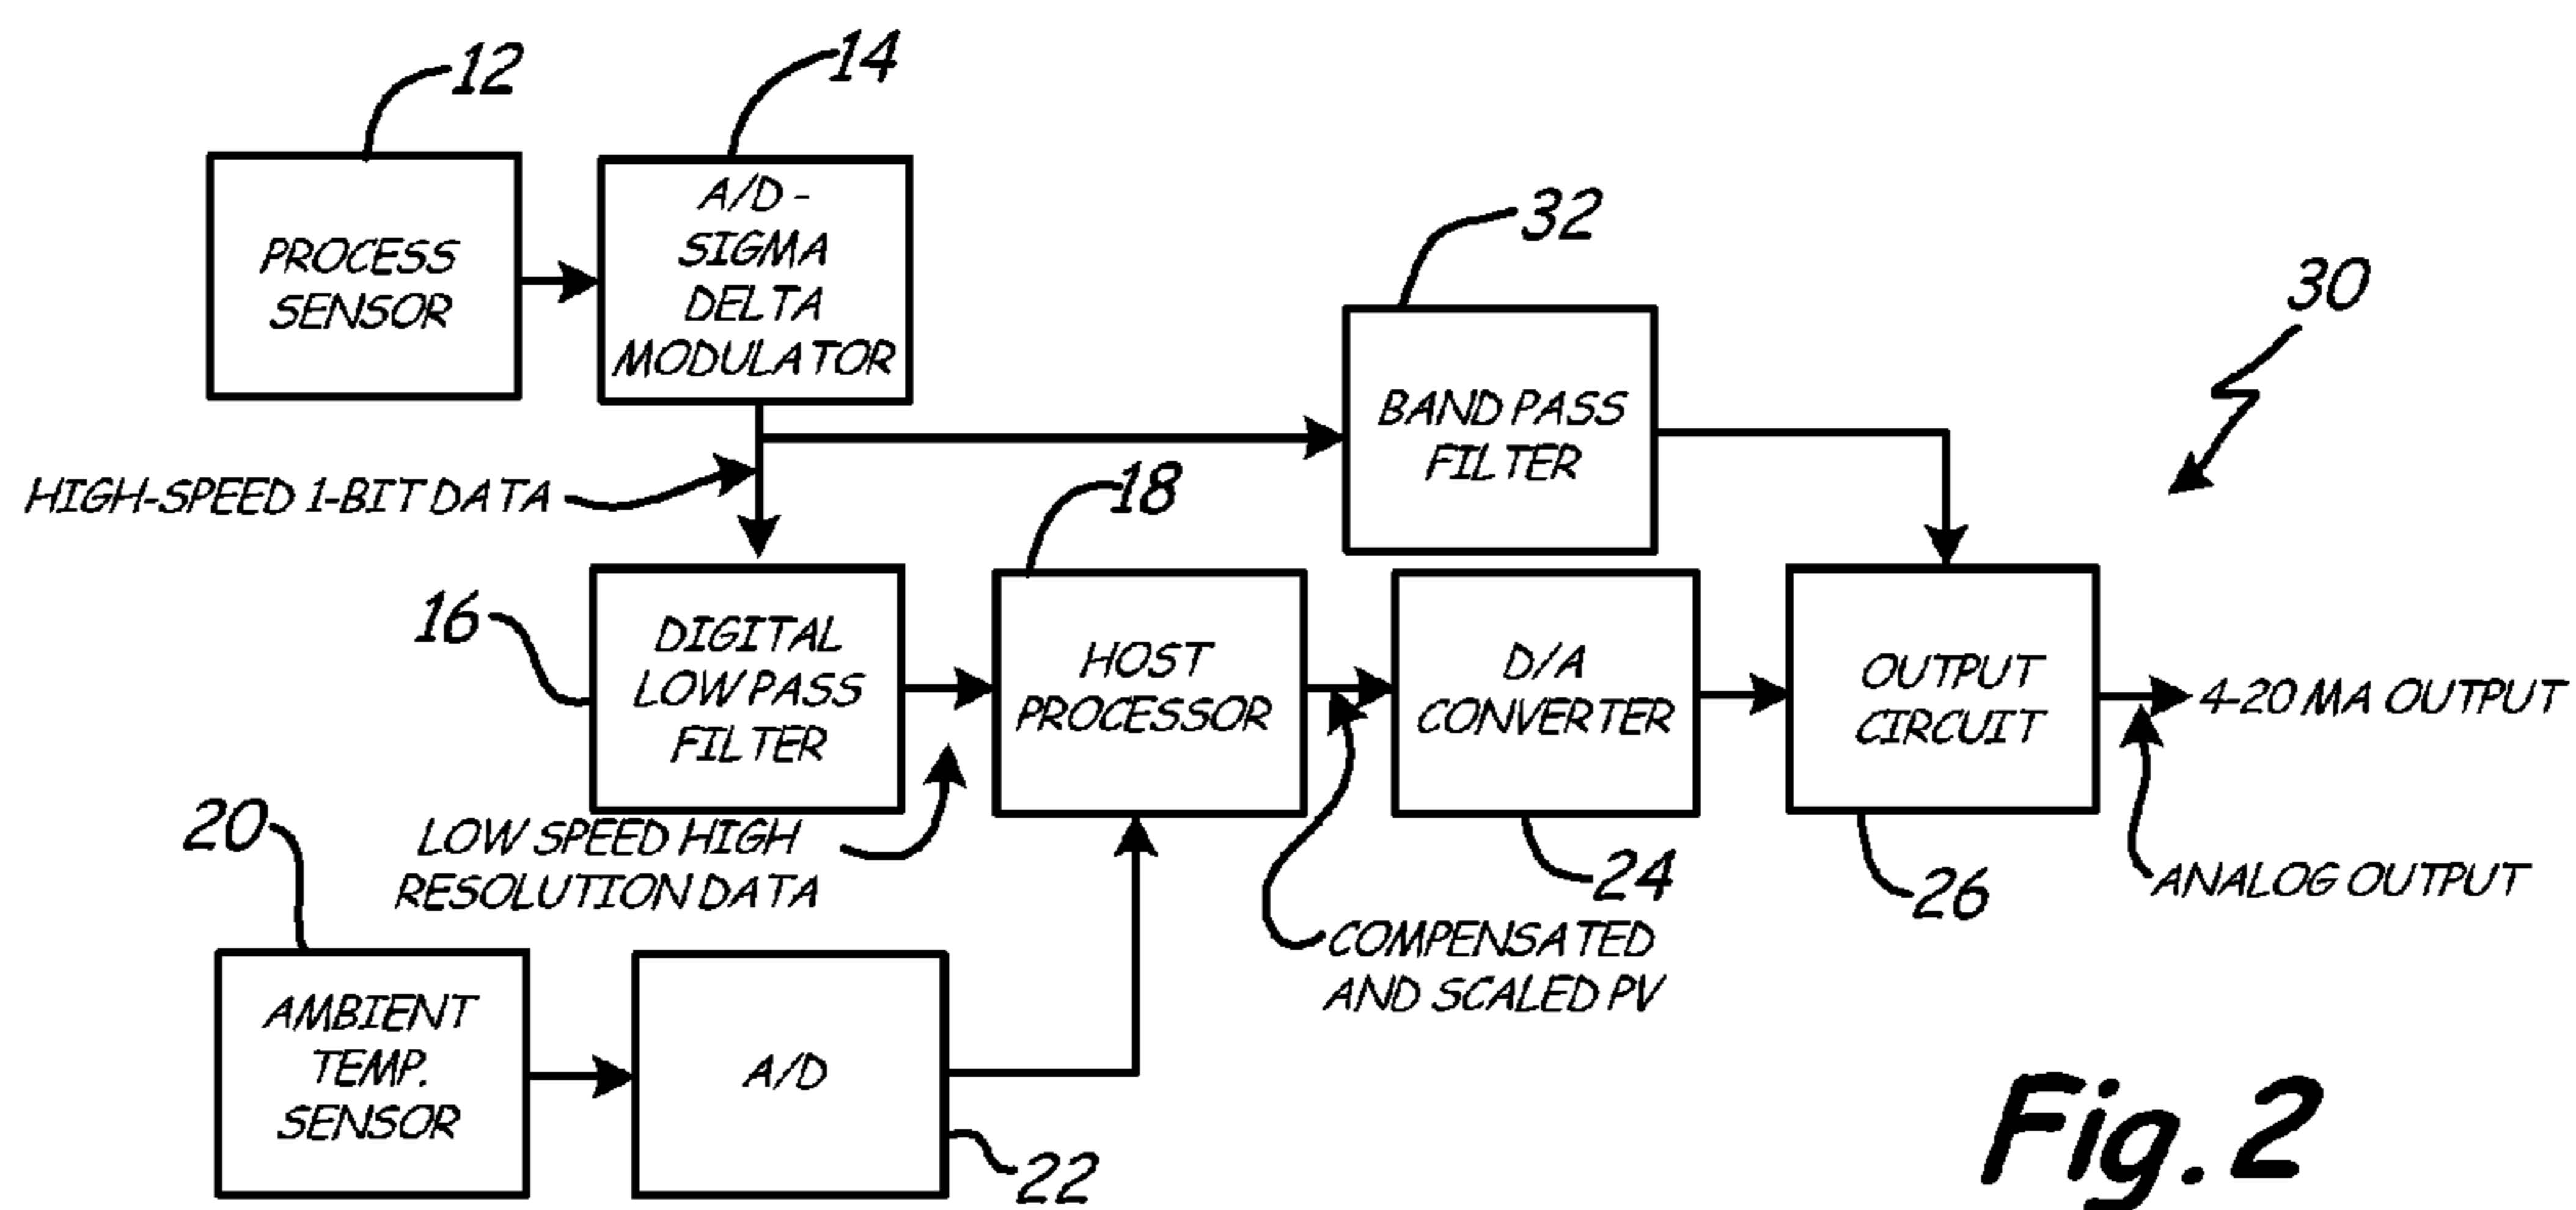 12
14
PROCESS
SENSOR
A/D -
SIGMA
DELTA
MODULATOR
32
30
BAND PASS
FILTER
HIGH-SPEED 1-BIT DATA
18
16
DIGITAL
LOW PASS
FILTER
HOST
PROCESSOR
D/A
CONVERTER
OUTPUT
CIRCUIT
4-20 MA OUTPUT
20
LOW SPEED HIGH
RESOLUTION DATA
24
26
ANALOG OUTPUT
COMPENSATED
AND SCALED PV
AMBIENT
TEMP.
SENSOR
A/D
22
Fig. 2